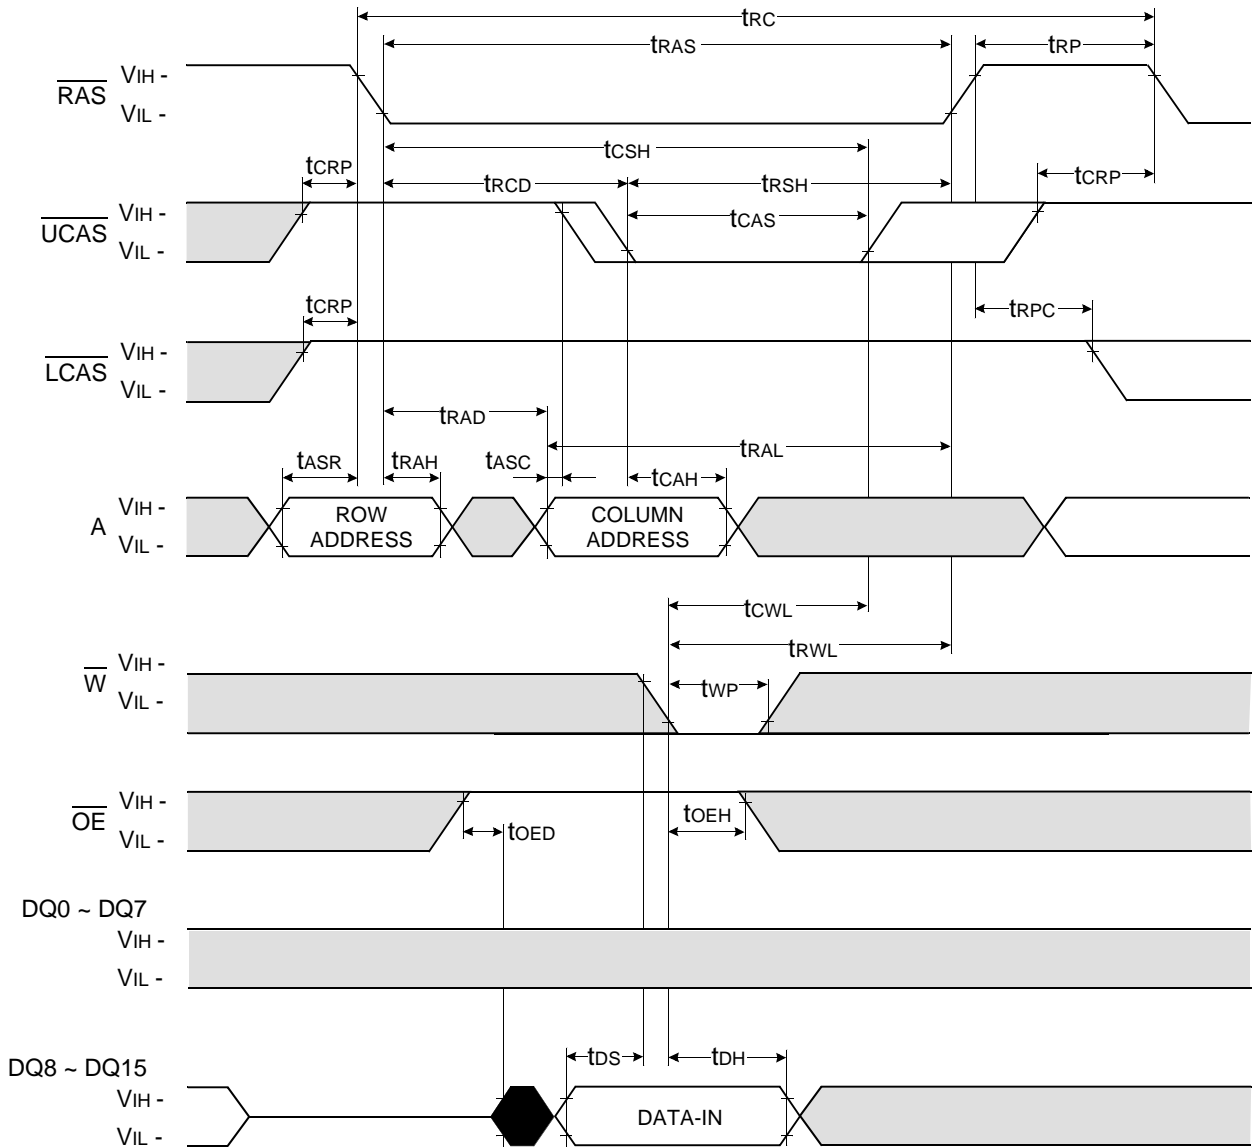 tRC
tRAS
tRP
RAS
VIH -
VIL -
tCSH
tCRP
tRCD
tRSH
tCRP
UCAS
VIH -
VIL -
tCAS
tCRP
tRPC
LCAS
VIH -
VIL -
tRAD
tRAL
tASR
tRAH
tASC
tCAH
A
VIH -
VIL -
ROW
ADDRESS
COLUMN
ADDRESS
tCWL
tRWL
W
VIH -
VIL -
tWP
OE
VIH -
VIL -
tOED
tOEH
DQ0 ~ DQ7
VIH -
VIL -
tDS
tDH
DQ8 ~ DQ15
VIH -
VIL -
DATA-IN